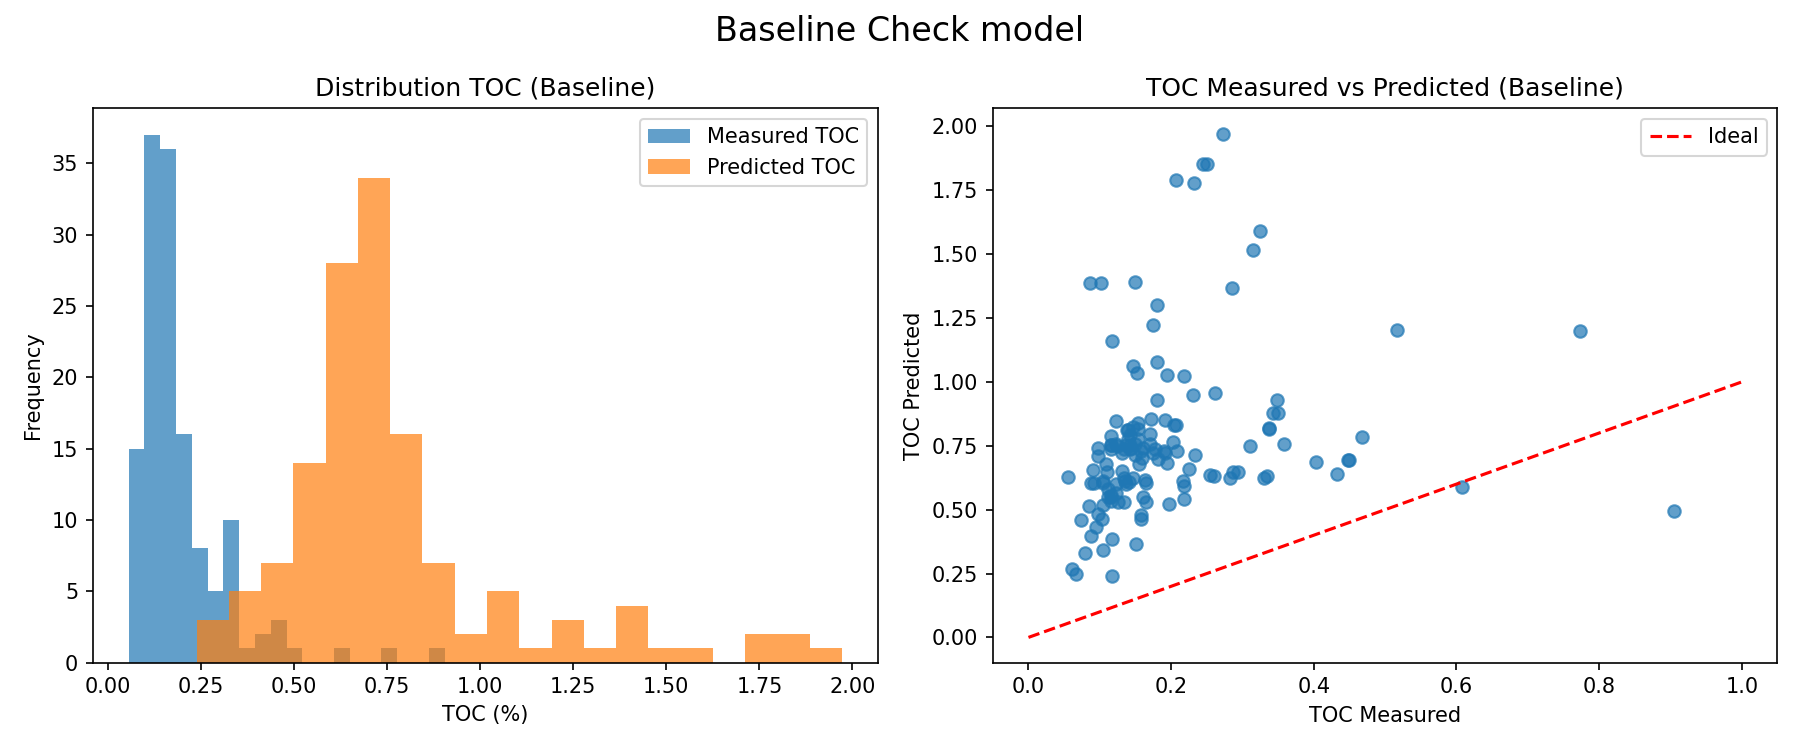 Baseline Check model
Distribution TOC (Baseline)
Measured TOC
Predicted TOC
Frequency
35
30
25
20
15
10
5
0
0.00 0.25 0.50 0.75 1.00 1.25 1.50 1.75 2.00
TOC (%)
TOC Measured vs Predicted (Baseline)
Ideal
TOC Predicted
2.00
1.75
1.50
1.25
1.00
0.75
0.50
0.25
0.00
0.0 0.2 0.4 0.6 0.8 1.0
TOC Measured